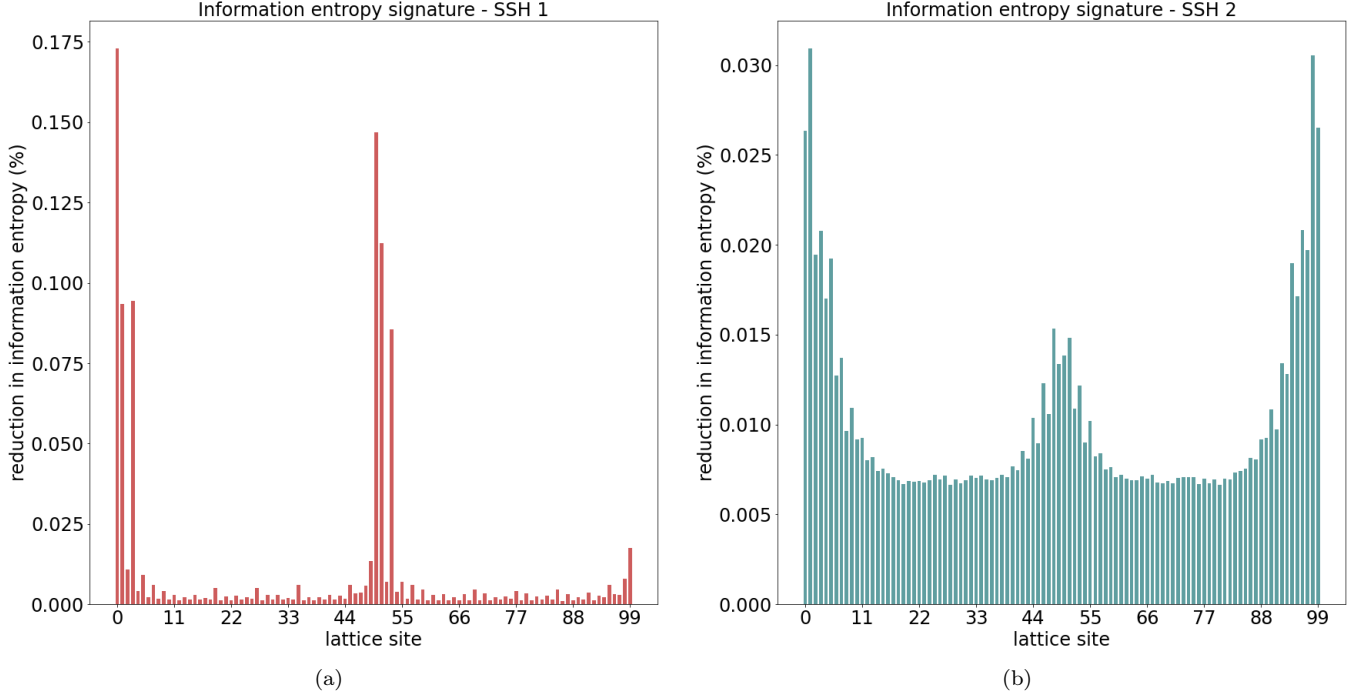 Information entropy signature - SSH 1
reduction in information entropy (%)
0.175
0.150
0.125
0.100
0.075
0.050
0.025
0.000
0 11 22 33 44 55 66 77 88 99
lattice site
(a)
Information entropy signature - SSH 2
reduction in information entropy (%)
0.030
0.025
0.020
0.015
0.010
0.005
0.000
0 11 22 33 44 55 66 77 88 99
lattice site
(b)